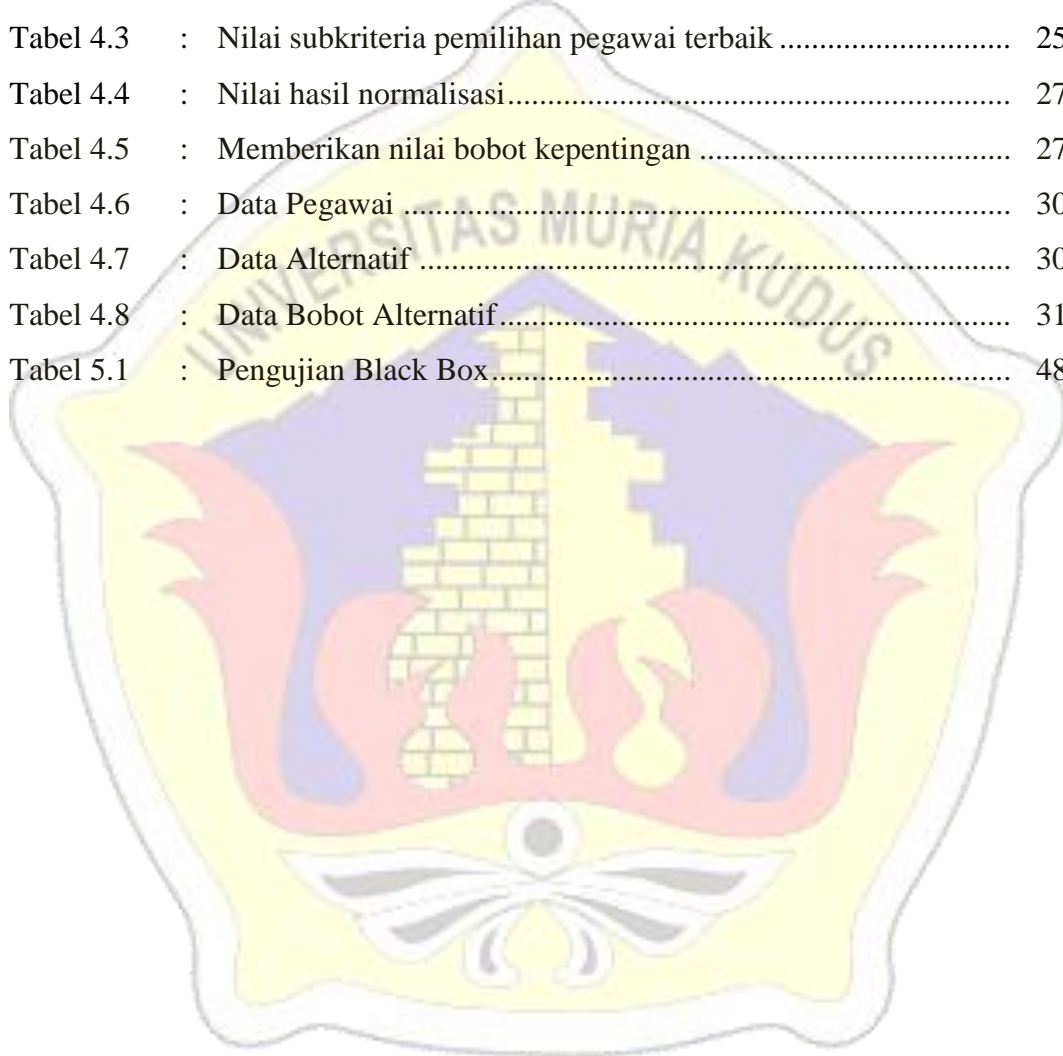 Tabel 4.3 : Nilai subkriteria pemilihan pegawai terbaik ............................. 25
Tabel 4.4 : Nilai hasil normalisasi................................................................ 27
Tabel 4.5 : Memberikan nilai bobot kepentingan ....................................... 27
Tabel 4.6 : Data Pegawai ............................................................................ 30
Tabel 4.7 : Data Alternatif .......................................................................... 30
Tabel 4.8 : Data Bobot Alternatif................................................................ 31
Tabel 5.1 : Pengujian Black Box................................................................. 48
UNIVERSITAS MURIA KUDUS